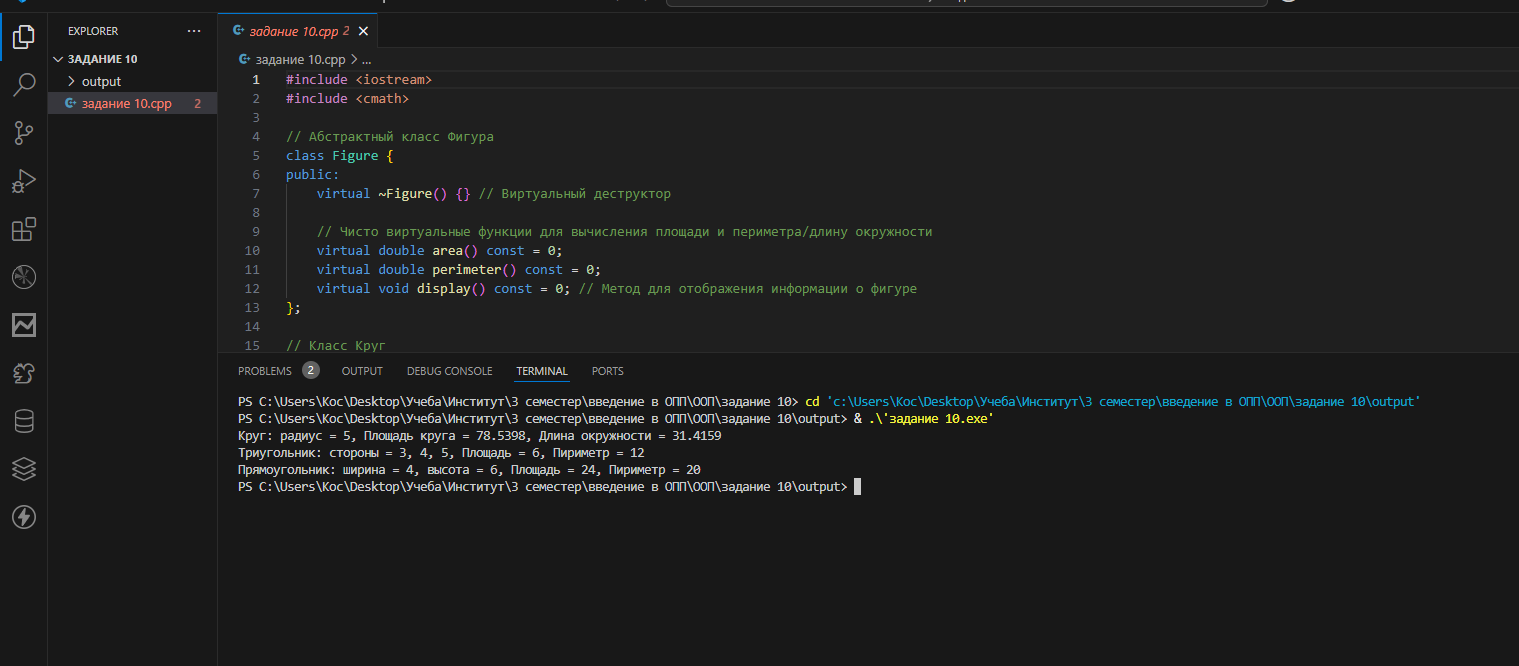 EXPLORER ...
ЗАДАНИЕ 10
output
задание 10.cpp 2
задание 10.cpp 2
задание 10.cpp > ...
1 #include <iostream>
2 #include <cmath>
3
4 // Абстрактный класс Фигура
5 class Figure {
6 public:
7 virtual ~Figure() {} // Виртуальный деструктор
8
9 // Чисто виртуальные функции для вычисления площади и периметра/длину окружности
10 virtual double area() const = 0;
11 virtual double perimeter() const = 0;
12 virtual void display() const = 0; // Метод для отображения информации о фигуре
13 };
14
15 // Класс Круг
PROBLEMS 2 OUTPUT DEBUG CONSOLE TERMINAL PORTS
PS C:\Users\Koc\Desktop\Учеба\Институт\3 семестр\введение в ОПП\ООП\задание 10> cd 'c:\Users\Koc\Desktop\Учеба\Институт\3 семестр\введение в ОПП\ООП\задание 10\output'
PS C:\Users\Koc\Desktop\Учеба\Институт\3 семестр\введение в ОПП\ООП\задание 10\output> & .\'задание 10.exe'
Круг: радиус = 5, Площадь круга = 78.5398, Длина окружности = 31.4159
Триугольник: стороны = 3, 4, 5, Площадь = 6, Пириметр = 12
Прямоугольник: ширина = 4, высота = 6, Площадь = 24, Пириметр = 20
PS C:\Users\Koc\Desktop\Учеба\Институт\3 семестр\введение в ОПП\ООП\задание 10\output>